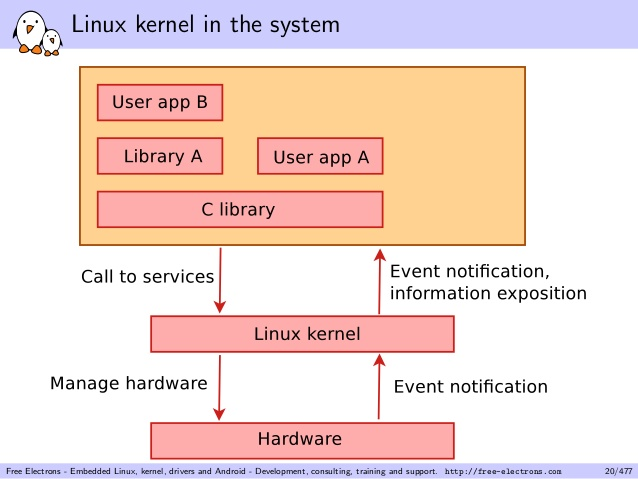 Linux kernel in the system
User app B
Library A
User app A
C library
Call to services
Event notification,
information exposition
Linux kernel
Manage hardware
Event notification
Hardware
Free Electrons - Embedded Linux, kernel, drivers and Android - Development, consulting, training and support. http://free-electrons.com 20/477